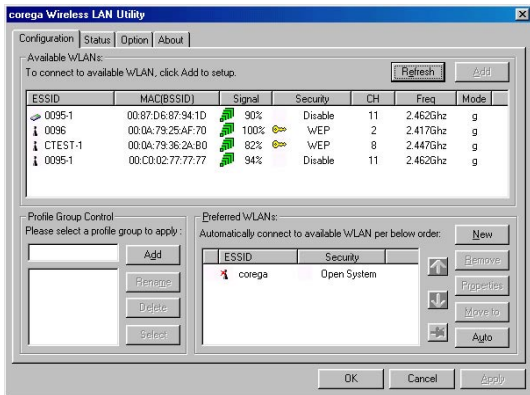 corega Wireless LAN Utility
Configuration Status Option About
Available WLANs:
To connect to available WLAN, click Add to setup.
Refresh Add
ESSID MAC(BSSID) Signal Security CH Freq Mode
0095-1 00:87:D6:87:94:1D 90% Disable 11 2.462Ghz g
0096 00:0A:79:25:AF:70 100% WEP 2 2.417Ghz g
CTEST-1 00:0A:79:36:2A:B0 82% WEP 8 2.447Ghz g
0095-1 00:C0:02:77:77:77 94% Disable 11 2.462Ghz g
Profile Group Control
Please select a profile group to apply :
Add
Rename
Delete
Select
Preferred WLANs:
Automatically connect to available WLAN per below order:
ESSID Security
corega Open System
New
Remove
Properties
Move to
Auto
OK Cancel Apply